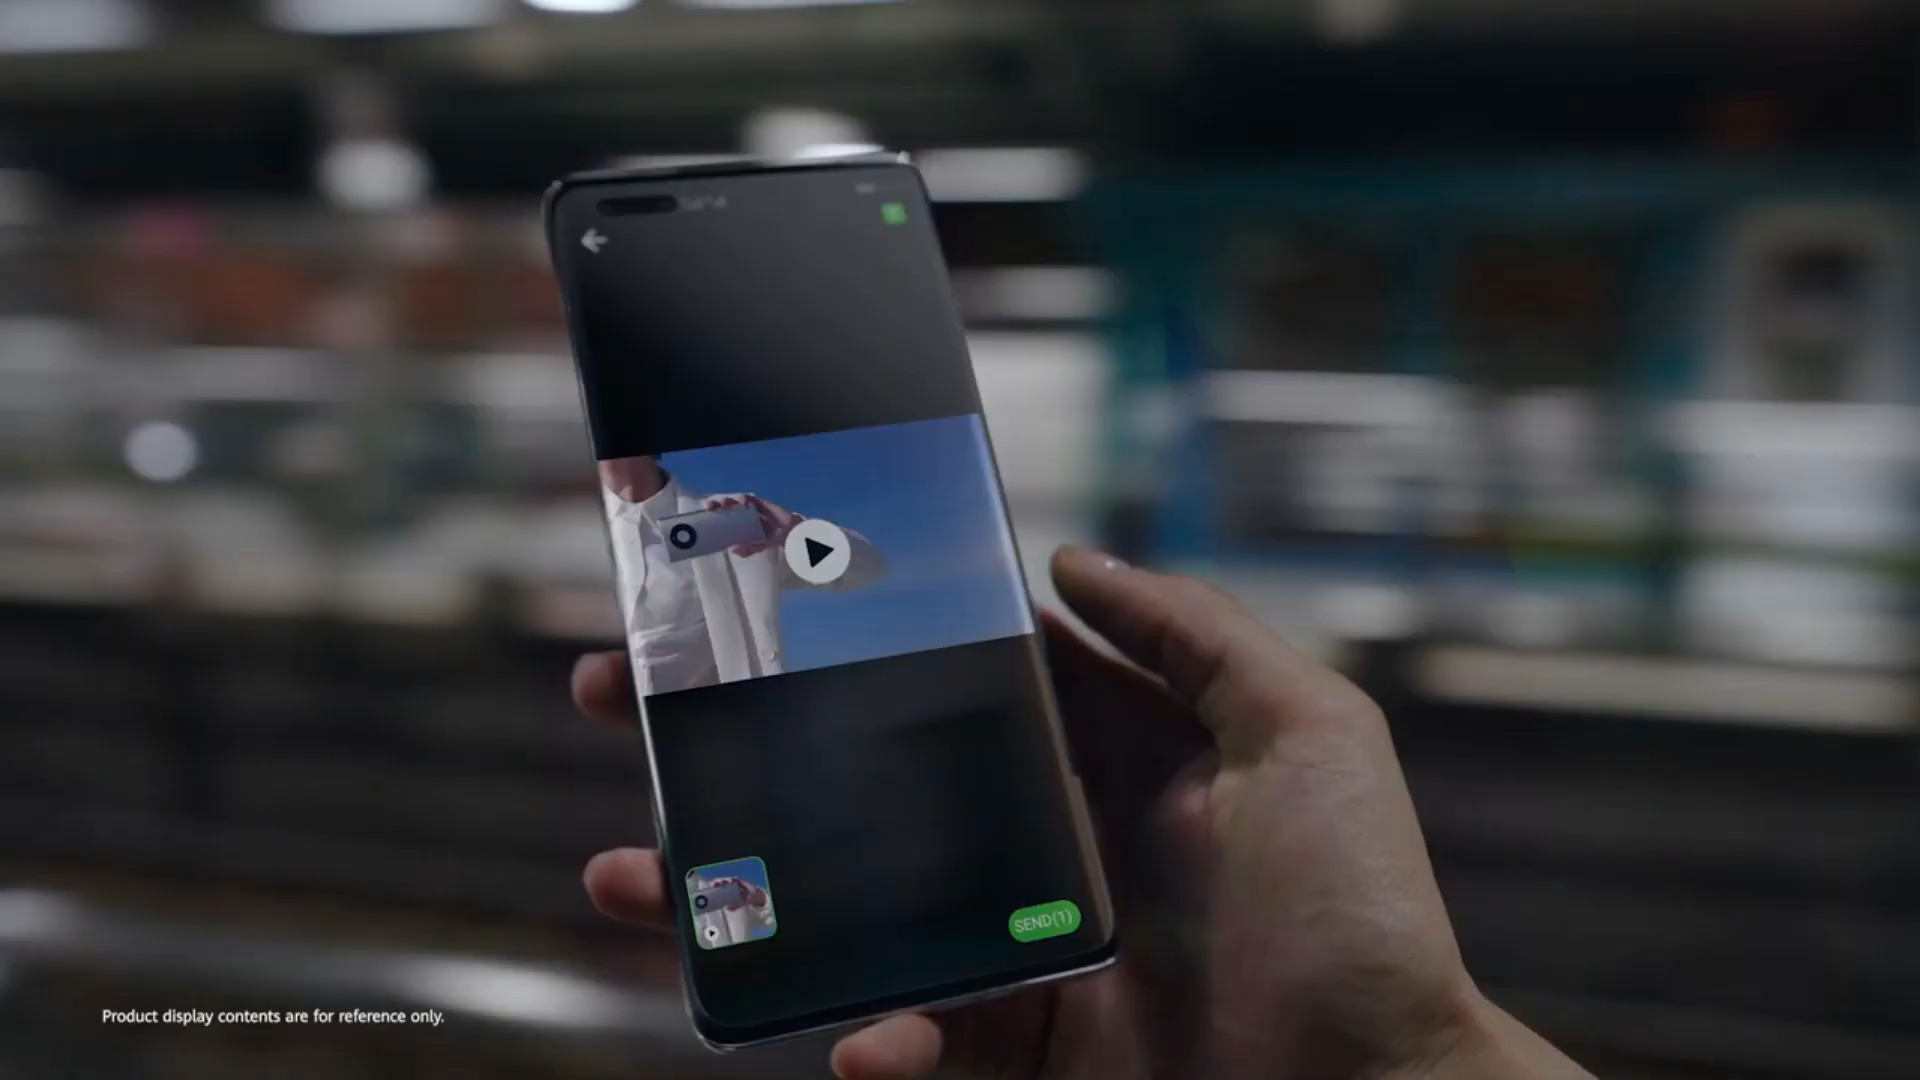 SEND(1)
Product display contents are for reference only.